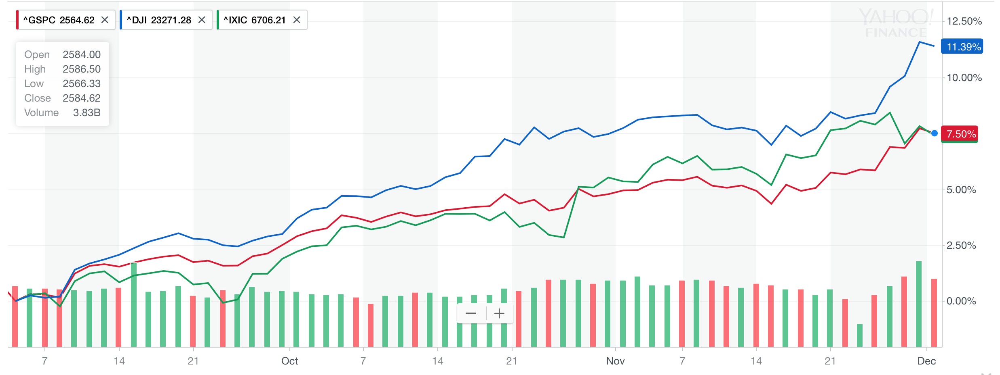 ^GSPC 2564.62 ^DJI 23271.28 ^IXIC 6706.21
YAHOO!
FINANCE
12.50%
11.39%
Open 2584.00
High 2586.50
Low 2566.33
Close 2584.62
Volume 3.83B
10.00%
7.50%
5.00%
2.50%
0.00%
7 14 21 Oct 7 14 21 Nov 7 14 21 Dec